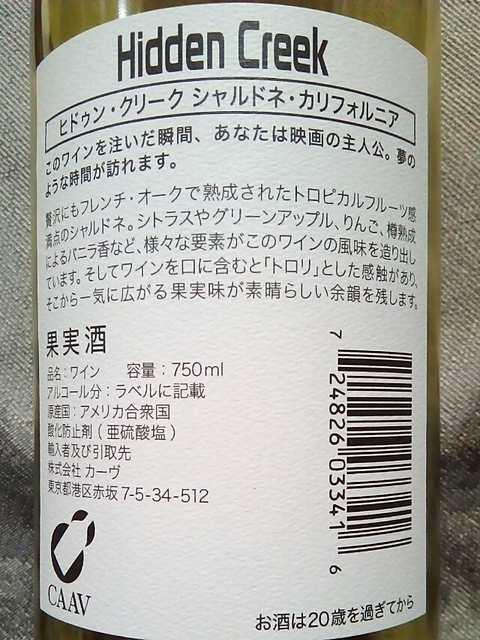 Hidden Creek
ヒドゥン・クリーク シャルドネ・カリフォルニア
このワインを注いだ瞬間、あなたは映画の主人公。夢の
ような時間が訪れます。
贅沢にもフレンチ・オークで熟成されたトロピカルフルーツ感
満点のシャルドネ。シトラスやグリーンアップル、りんご、樽熟成
によるバニラ香など、様々な要素がこのワインの風味を造り出し
ています。そしてワインを口に含むと「トロリ」とした感触があり、
そこから一気に広がる果実味が素晴らしい余韻を残します。
果実酒
品名:ワイン 容量:750ml
アルコール分:ラベルに記載
原産国:アメリカ合衆国
酸化防止剤(亜硫酸塩)
輸入者及び引取先
株式会社 カーヴ
東京都港区赤坂 7-5-34-512
7 24826 03341 6
CAAV
お酒は20歳を過ぎてから